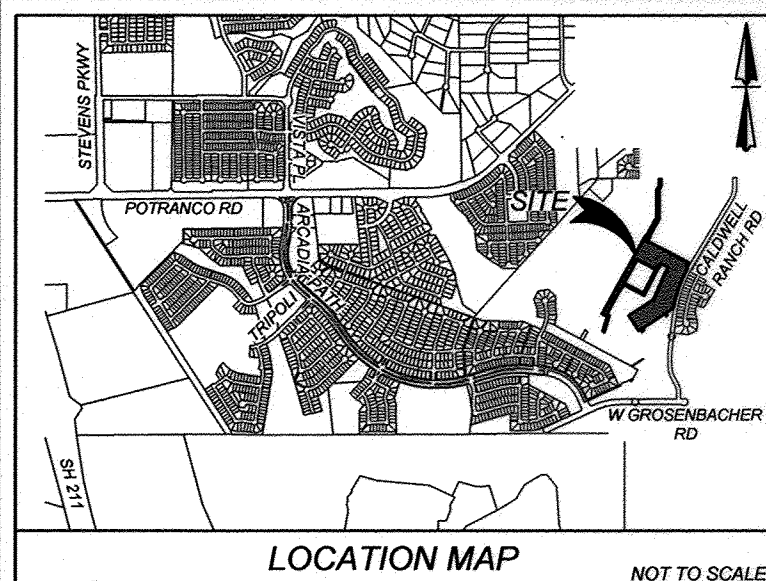 STEVENS PKWY
VISTA PL
POTRANCO RD
ARCADIA PATH
SITE
CALDWELL
RANCH RD
TRIPOLI
W GROSENBACHER
RD
SH 211
LOCATION MAP
NOT TO SCALE